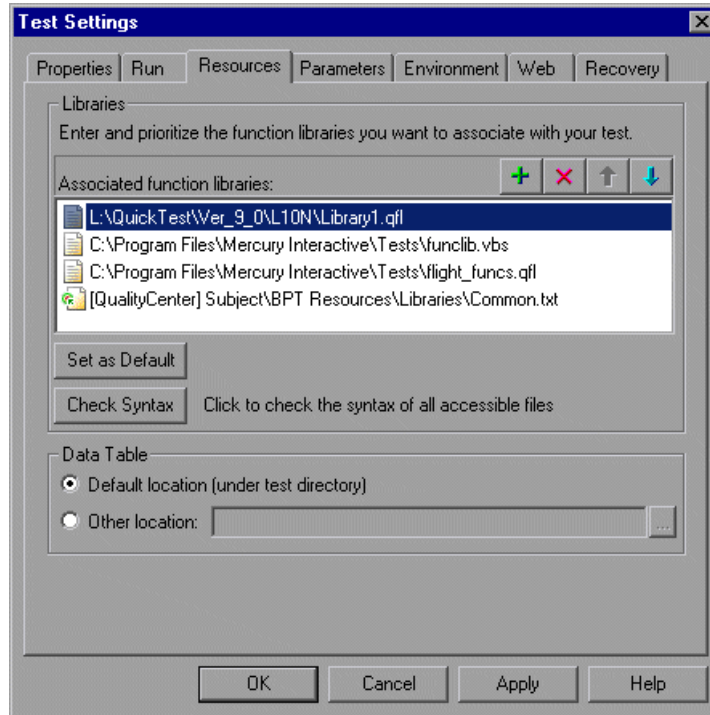 Test Settings
Properties Run Resources Parameters Environment Web Recovery
Libraries
Enter and prioritize the function libraries you want to associate with your test.
Associated function libraries:
L:\QuickTest\Ver_9_0\L10N\Library1.qfl
C:\Program Files\Mercury Interactive\Tests\funclib.vbs
C:\Program Files\Mercury Interactive\Tests\flight_funcs.qfl
[QualityCenter] Subject\BPT Resources\Libraries\Common.txt
Set as Default
Check Syntax Click to check the syntax of all accessible files
Data Table
Default location (under test directory)
Other location: ...
OK Cancel Apply Help